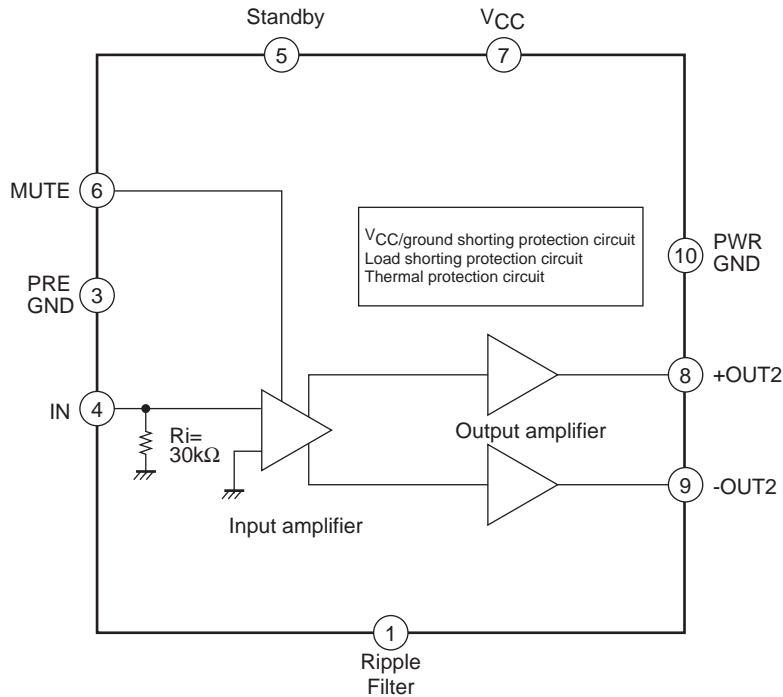 Standby
VCC
5
7
MUTE
6
VCC/ground shorting protection circuit
Load shorting protection circuit
Thermal protection circuit
10
PWR
GND
PRE
GND
3
8
+OUT2
IN
4
Ri=
30kΩ
Output amplifier
9
-OUT2
Input amplifier
1
Ripple
Filter